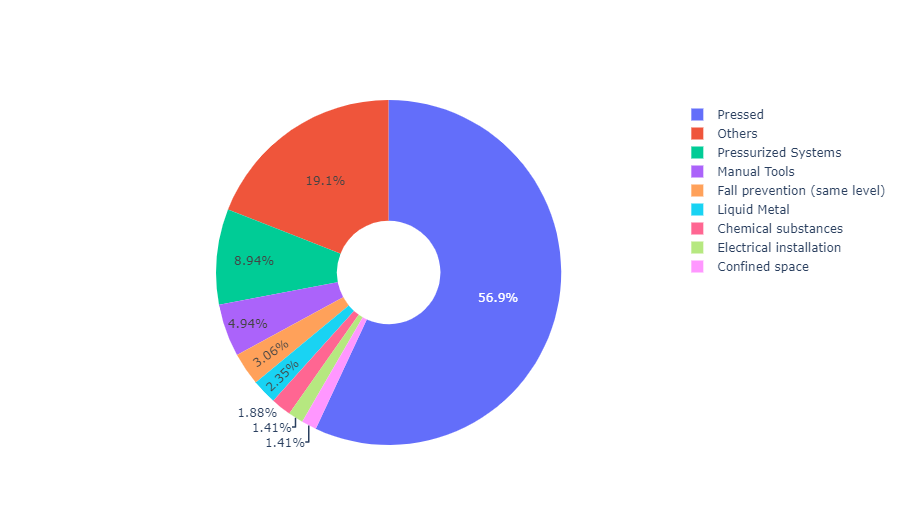 19.1%
8.94%
56.9%
4.94%
3.06%
2.35%
1.88%
1.41%
1.41%
Pressed
Others
Pressurized Systems
Manual Tools
Fall prevention (same level)
Liquid Metal
Chemical substances
Electrical installation
Confined space